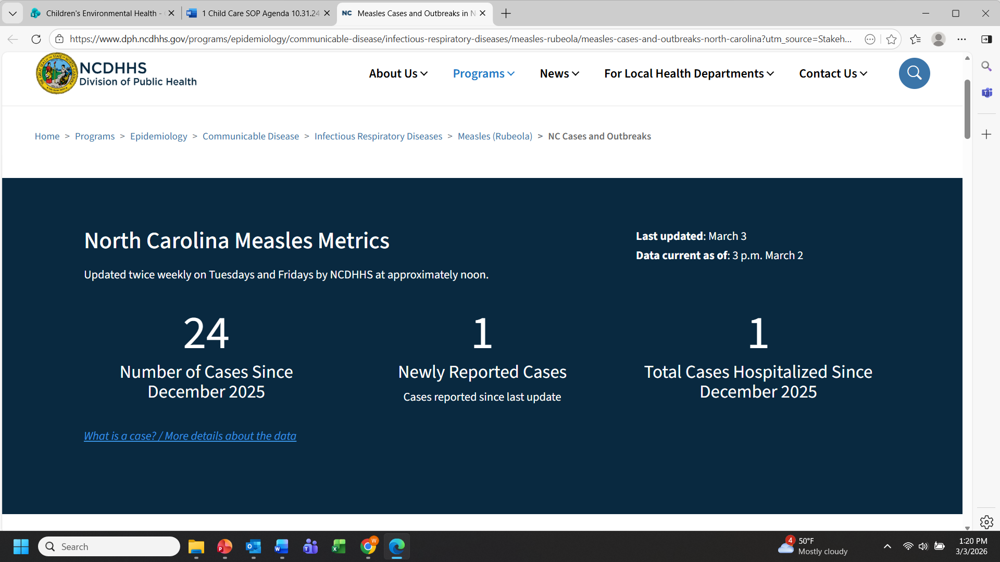 Children's Environmental Health -
1 Child Care SOP Agenda 10.31.24
NC Measles Cases and Outbreaks in N
https://www.dph.ncdhhs.gov/programs/epidemiology/communicable-disease/infectious-respiratory-diseases/measles-rubeola/measles-cases-and-outbreaks-north-carolina?utm_source=Stakeh...
NCDHHS
Division of Public Health
About Us
Programs
News
For Local Health Departments
Contact Us
Home > Programs > Epidemiology > Communicable Disease > Infectious Respiratory Diseases > Measles (Rubeola) > NC Cases and Outbreaks
North Carolina Measles Metrics
Updated twice weekly on Tuesdays and Fridays by NCDHHS at approximately noon.
Last updated: March 3
Data current as of: 3 p.m. March 2
24
Number of Cases Since
December 2025
1
Newly Reported Cases
Cases reported since last update
1
Total Cases Hospitalized Since
December 2025
What is a case? / More details about the data
Search
4
50°F
Mostly cloudy
1:20 PM
3/3/2026